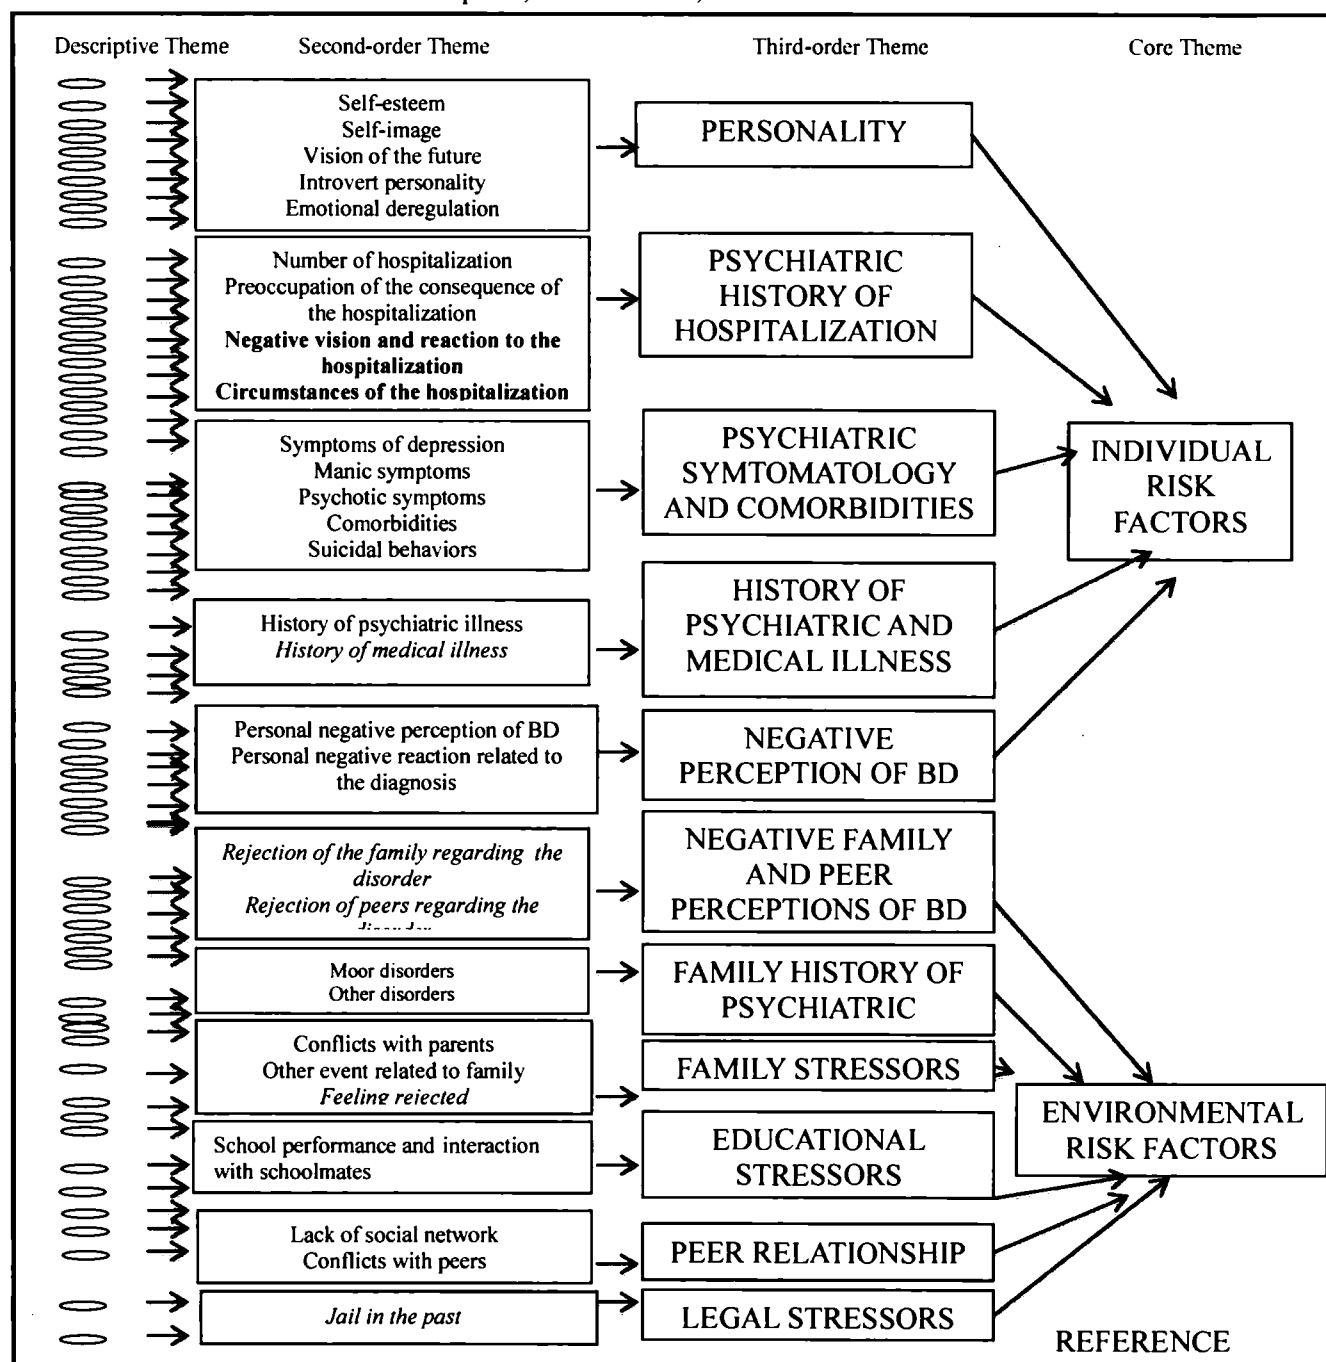 Descriptive Theme
Second-order Theme
Third-order Theme
Core Theme
Self-esteem
Self-image
Vision of the future
Introvert personality
Emotional deregulation
PERSONALITY
Number of hospitalization
Preoccupation of the consequence of
the hospitalization
Negative vision and reaction to the
hospitalization
Circumstances of the hospitalization
PSYCHIATRIC
HISTORY OF
HOSPITALIZATION
Symptoms of depression
Manic symptoms
Psychotic symptoms
Comorbidities
Suicidal behaviors
PSYCHIATRIC
SYMTOMATOLOGY
AND COMORBIDITIES
INDIVIDUAL
RISK
FACTORS
History of psychiatric illness
History of medical illness
HISTORY OF
PSYCHIATRIC AND
MEDICAL ILLNESS
Personal negative perception of BD
Personal negative reaction related to
the diagnosis
NEGATIVE
PERCEPTION OF BD
Rejection of the family regarding the
disorder
Rejection of peers regarding the
NEGATIVE FAMILY
AND PEER
PERCEPTIONS OF BD
Moor disorders
Other disorders
FAMILY HISTORY OF
PSYCHIATRIC
Conflicts with parents
Other event related to family
Feeling rejected
FAMILY STRESSORS
ENVIRONMENTAL
RISK FACTORS
School performance and interaction
with schoolmates
EDUCATIONAL
STRESSORS
Lack of social network
Conflicts with peers
PEER RELATIONSHIP
Jail in the past
LEGAL STRESSORS
REFERENCE